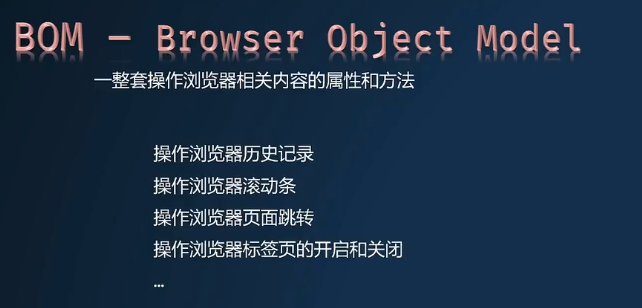 BOM — Browser Object Model
一整套操作浏览器相关内容的属性和方法
操作浏览器历史记录
操作浏览器滚动条
操作浏览器页面跳转
操作浏览器标签页的开启和关闭
...